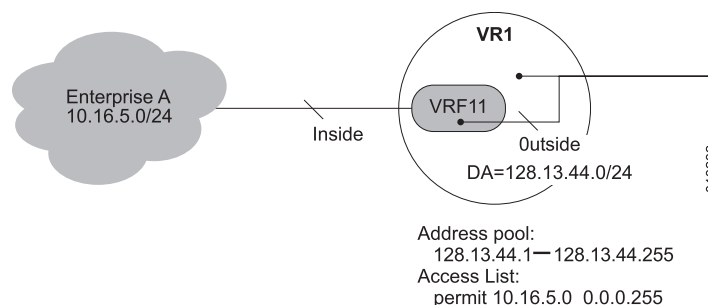 VR1
Enterprise A
10.16.5.0/24
VRF11
Inside
0utside
DA=128.13.44.0/24
Address pool:
128.13.44.1—128.13.44.255
Access List:
permit 10.16.5.0 0.0.0.255